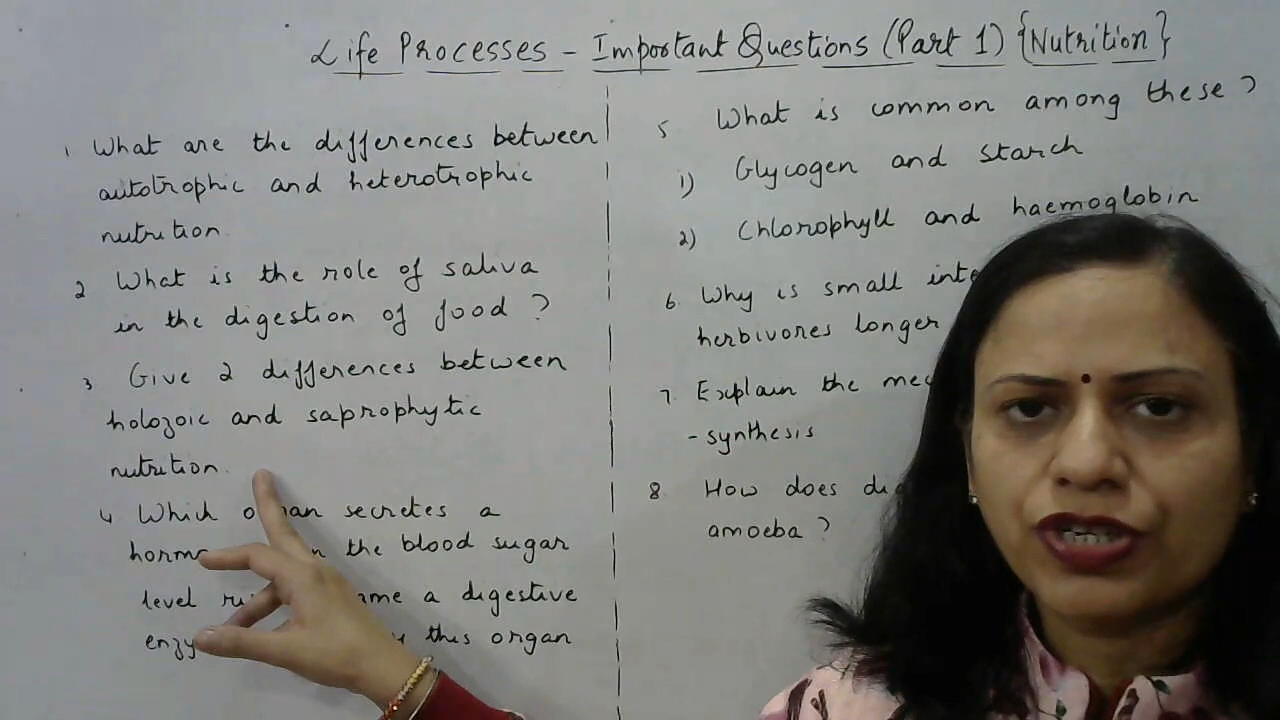 Life Processes - Important Questions (Part 1) {Nutrition}
1 What are the differences between
autotrophic and heterotrophic
nutrition
2 What is the role of saliva
in the digestion of food ?
3 Give 2 differences between
holozoic and saprophytic
nutrition.
4 Which secretes a
the blood sugar
level a digestive
this organ
5 What is common among these ?
1) Glycogen and starch
2) Chlorophyll and haemoglobin
6. Why is small
herbivores longer
7. Explain the
-synthesis
8 How does
amoeba ?